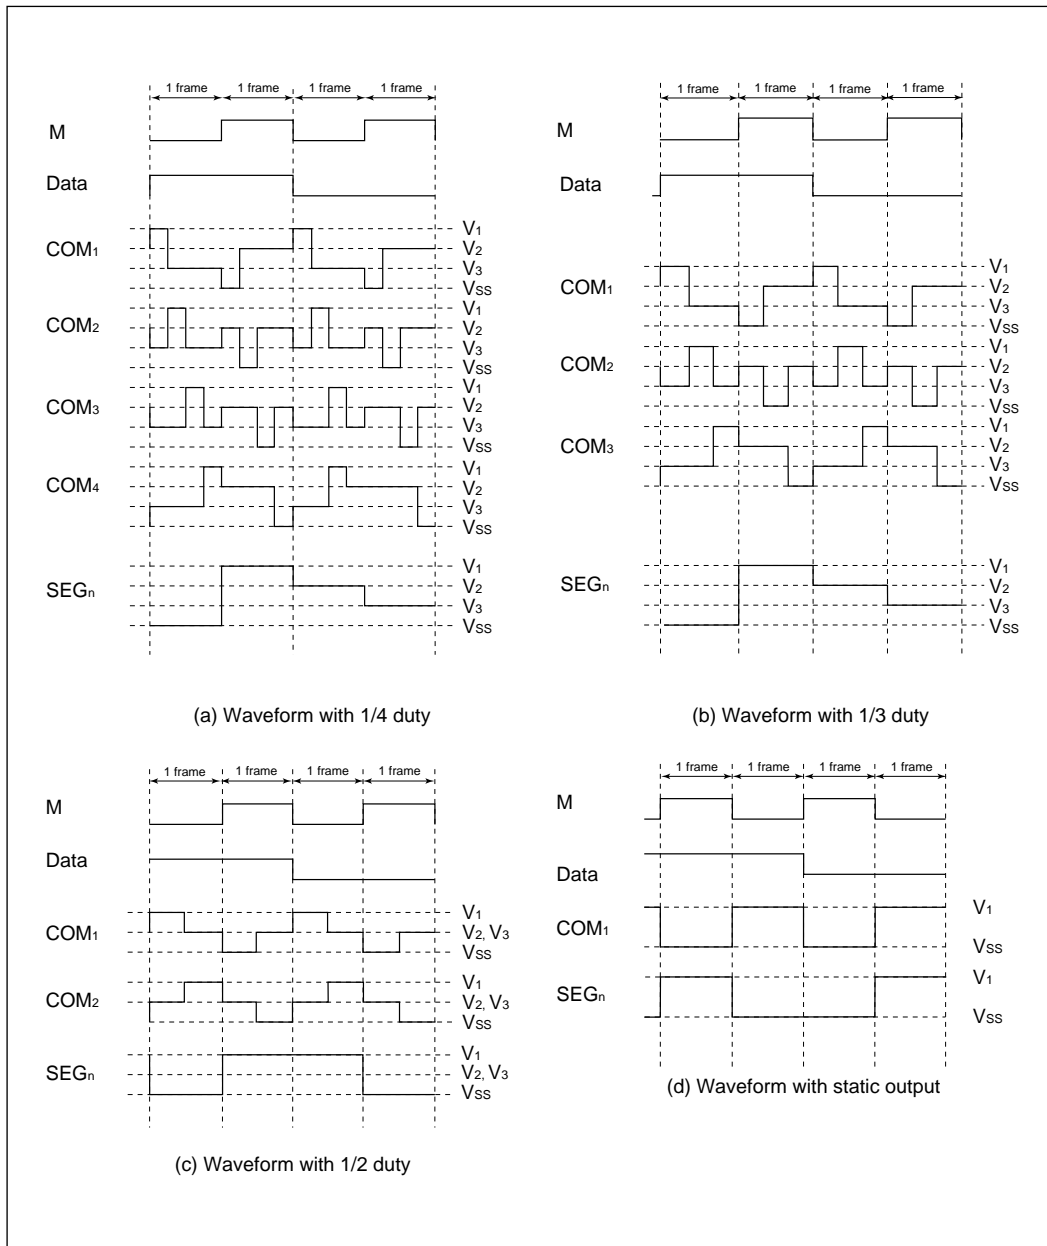 1 frame 1 frame 1 frame 1 frame
M
Data
COM1
V1
V2
V3
VSS
COM2
V1
V2
V3
VSS
COM3
V1
V2
V3
VSS
COM4
V1
V2
V3
VSS
SEGn
V1
V2
V3
VSS
(a) Waveform with 1/4 duty
1 frame 1 frame 1 frame 1 frame
M
Data
COM1
V1
V2
V3
VSS
COM2
V1
V2
V3
VSS
COM3
V1
V2
V3
VSS
SEGn
V1
V2
V3
VSS
(b) Waveform with 1/3 duty
1 frame 1 frame 1 frame 1 frame
M
Data
COM1
V1
V2, V3
VSS
COM2
V1
V2, V3
VSS
SEGn
V1
V2, V3
VSS
(c) Waveform with 1/2 duty
1 frame 1 frame 1 frame 1 frame
M
Data
COM1
V1
VSS
SEGn
V1
VSS
(d) Waveform with static output